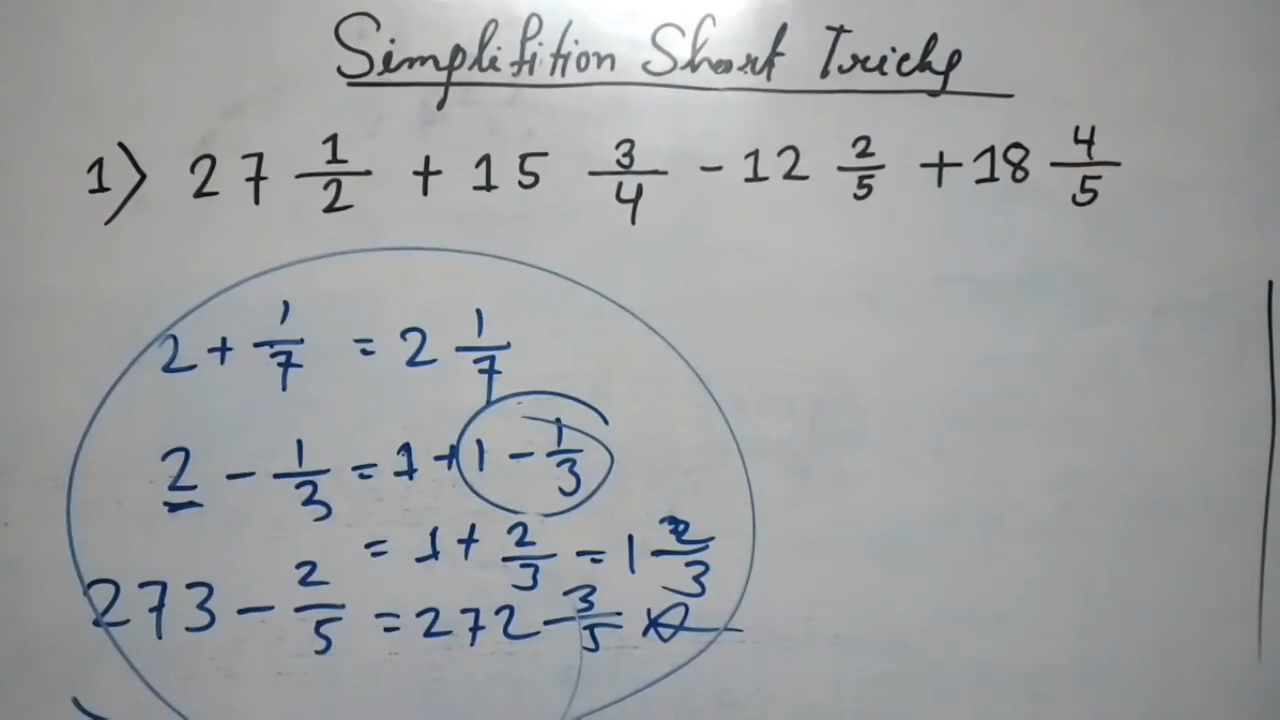 Simplifition Short Tricks
1) 27 1/2 + 15 3/4 - 12 2/5 + 18 4/5
2 + 1/7 = 2 1/7
2 - 1/3 = 1 + 1 - 1/3
= 1 + 2/3 = 1 2/3
273 - 2/5 = 272 3/5